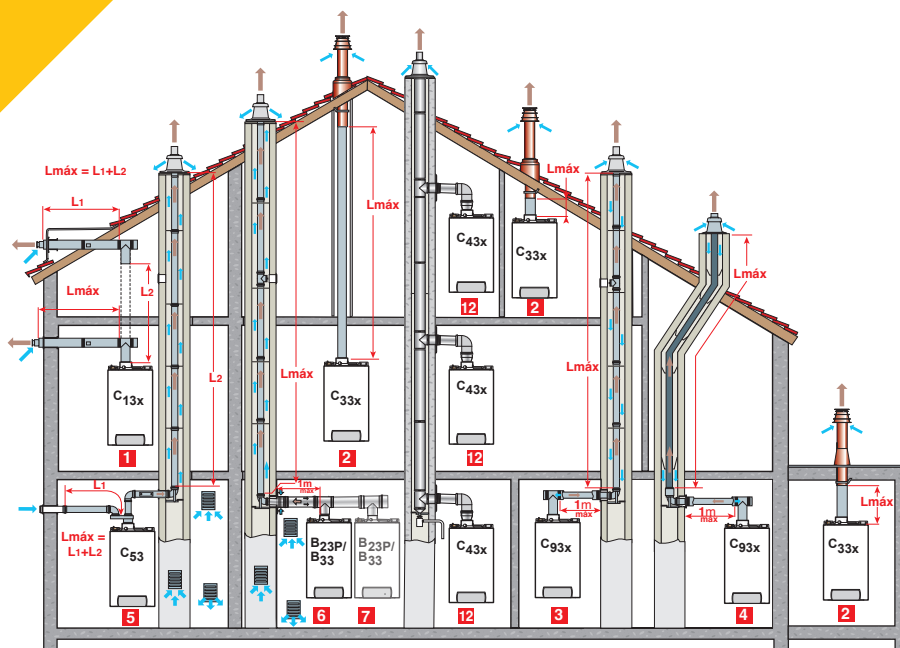 Lmáx = L1+L2
L1
Lmáx
L2
C13x
1
L2
Lmáx
Lmáx
C33x
2
C43x
12
Lmáx
C33x
2
C43x
12
Lmáx
Lmáx
L1
Lmáx =
L1+L2
C53
5
1m
máx
B23P/
B33
6
B23P/
B33
7
C43x
12
1m
máx
C93x
3
1m
máx
C93x
4
Lmáx
C33x
2